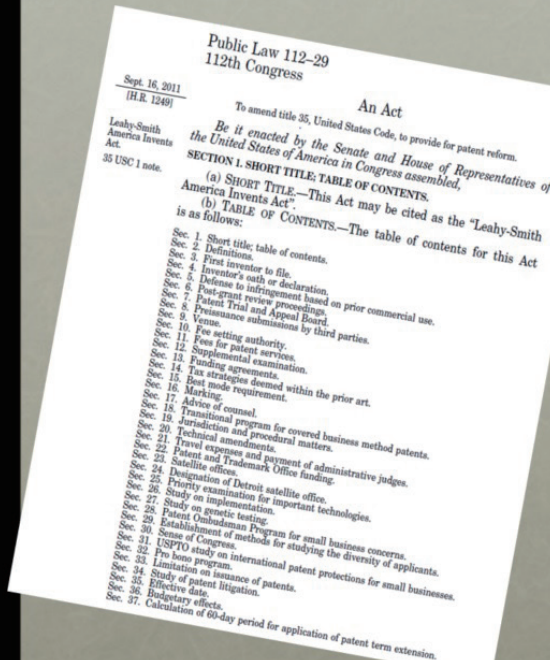 Public Law 112–29
112th Congress
Sept. 16, 2011
[H.R. 1249]
An Act
To amend title 35, United States Code, to provide for patent reform.
Leahy-Smith
America Invents
Act.
35 USC 1 note.
Be it enacted by the Senate and House of Representatives of
the United States of America in Congress assembled,
SECTION 1. SHORT TITLE; TABLE OF CONTENTS.
(a) SHORT TITLE.—This Act may be cited as the “Leahy-Smith
America Invents Act”.
(b) TABLE OF CONTENTS.—The table of contents for this Act
is as follows:
Sec. 1. Short title; table of contents.
Sec. 2. Definitions.
Sec. 3. First inventor to file.
Sec. 4. Inventor's oath or declaration.
Sec. 5. Defense to infringement based on prior commercial use.
Sec. 6. Post-grant review proceedings.
Sec. 7. Patent Trial and Appeal Board.
Sec. 8. Preissuance submissions by third parties.
Sec. 9. Venue.
Sec. 10. Fee setting authority.
Sec. 11. Fees for patent services.
Sec. 12. Supplemental examination.
Sec. 13. Funding agreements.
Sec. 14. Tax strategies deemed within the prior art.
Sec. 15. Best mode requirement.
Sec. 16. Marking.
Sec. 17. Advice of counsel.
Sec. 18. Transitional program for covered business method patents.
Sec. 19. Jurisdiction and procedural matters.
Sec. 20. Technical amendments.
Sec. 21. Travel expenses and payment of administrative judges.
Sec. 22. Patent and Trademark Office funding.
Sec. 23. Satellite offices.
Sec. 24. Designation of Detroit satellite office.
Sec. 25. Priority examination for important technologies.
Sec. 26. Study on implementation.
Sec. 27. Study on genetic testing.
Sec. 28. Patent Ombudsman Program for small business concerns.
Sec. 29. Establishment of methods for studying the diversity of applicants.
Sec. 30. Sense of Congress.
Sec. 31. USPTO study on international patent protections for small businesses.
Sec. 32. Pro bono program.
Sec. 33. Limitation on issuance of patents.
Sec. 34. Study of patent litigation.
Sec. 35. Effective date.
Sec. 36. Budgetary effects.
Sec. 37. Calculation of 60-day period for application of patent term extension.